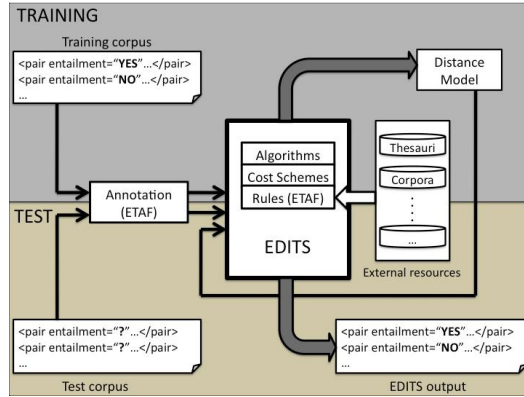 TRAINING
Training corpus
<pair entailment="YES"...</pair>
<pair entailment="NO"...</pair>
...
Distance
Model
Algorithms
Cost Schemes
Rules (ETAF)
EDITS
Thesauri
Corpora
...
External resources
Annotation
(ETAF)
TEST
<pair entailment="?"...</pair>
<pair entailment="?"...</pair>
...
Test corpus
<pair entailment="YES"...</pair>
<pair entailment="NO"...</pair>
...
EDITS output